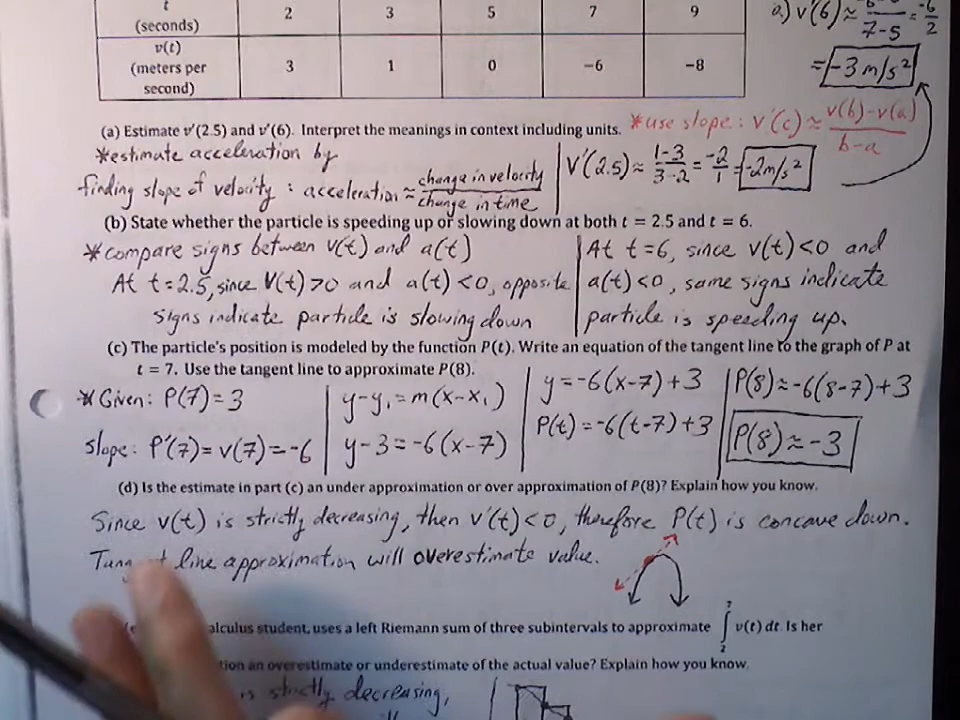 t 2 3 5 7 9
(seconds)
v(t)
(meters per 3 1 0 −6 −8
second)
a.) v'(6) ≈ / 7-5 = -6/2
= -3 m/s²
(a) Estimate v'(2.5) and v'(6). Interpret the meanings in context including units.
*use slope: v'(c) ≈ v(b)-v(a) / b-a
*estimate acceleration by
finding slope of velocity : acceleration ≈ change in velocity / change in time
V'(2.5) ≈ 1-3 / 3-2 = -2/1 = -2m/s²
(b) State whether the particle is speeding up or slowing down at both t = 2.5 and t = 6.
*compare signs between v(t) and a(t)
At t=2.5, since V(t)>0 and a(t)<0, opposite
signs indicate particle is slowing down
At t=6, since v(t)<0 and
a(t)<0, same signs indicate
particle is speeding up.
(c) The particle's position is modeled by the function P(t). Write an equation of the tangent line to the graph of P at
t = 7. Use the tangent line to approximate P(8).
* Given: P(7)=3
slope: P'(7)=v(7)=-6
y-y₁=m(x-x₁)
y-3=-6(x-7)
y=-6(x-7)+3
P(t)=-6(t-7)+3
P(8)≈-6(8-7)+3
P(8)≈-3
(d) Is the estimate in part (c) an under approximation or over approximation of P(8)? Explain how you know.
Since v(t) is strictly decreasing, then v'(t)<0, therefore P(t) is concave down.
line approximation will overestimate value.
calculus student, uses a left Riemann sum of three subintervals to approximate ∫₂⁷ v(t) dt. Is her
an overestimate or underestimate of the actual value? Explain how you know.
is strictly decreasing,